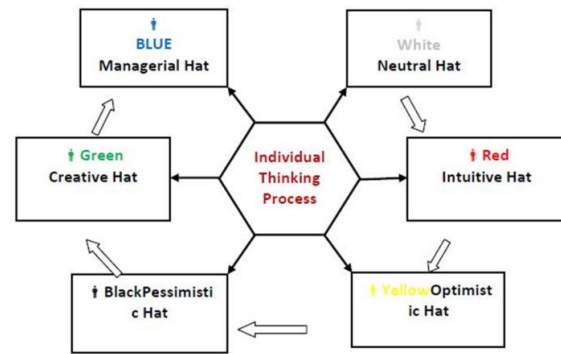 BLUE
Managerial Hat
White
Neutral Hat
Green
Creative Hat
Individual
Thinking
Process
Red
Intuitive Hat
BlackPessimisti
c Hat
YellowOptimist
ic Hat